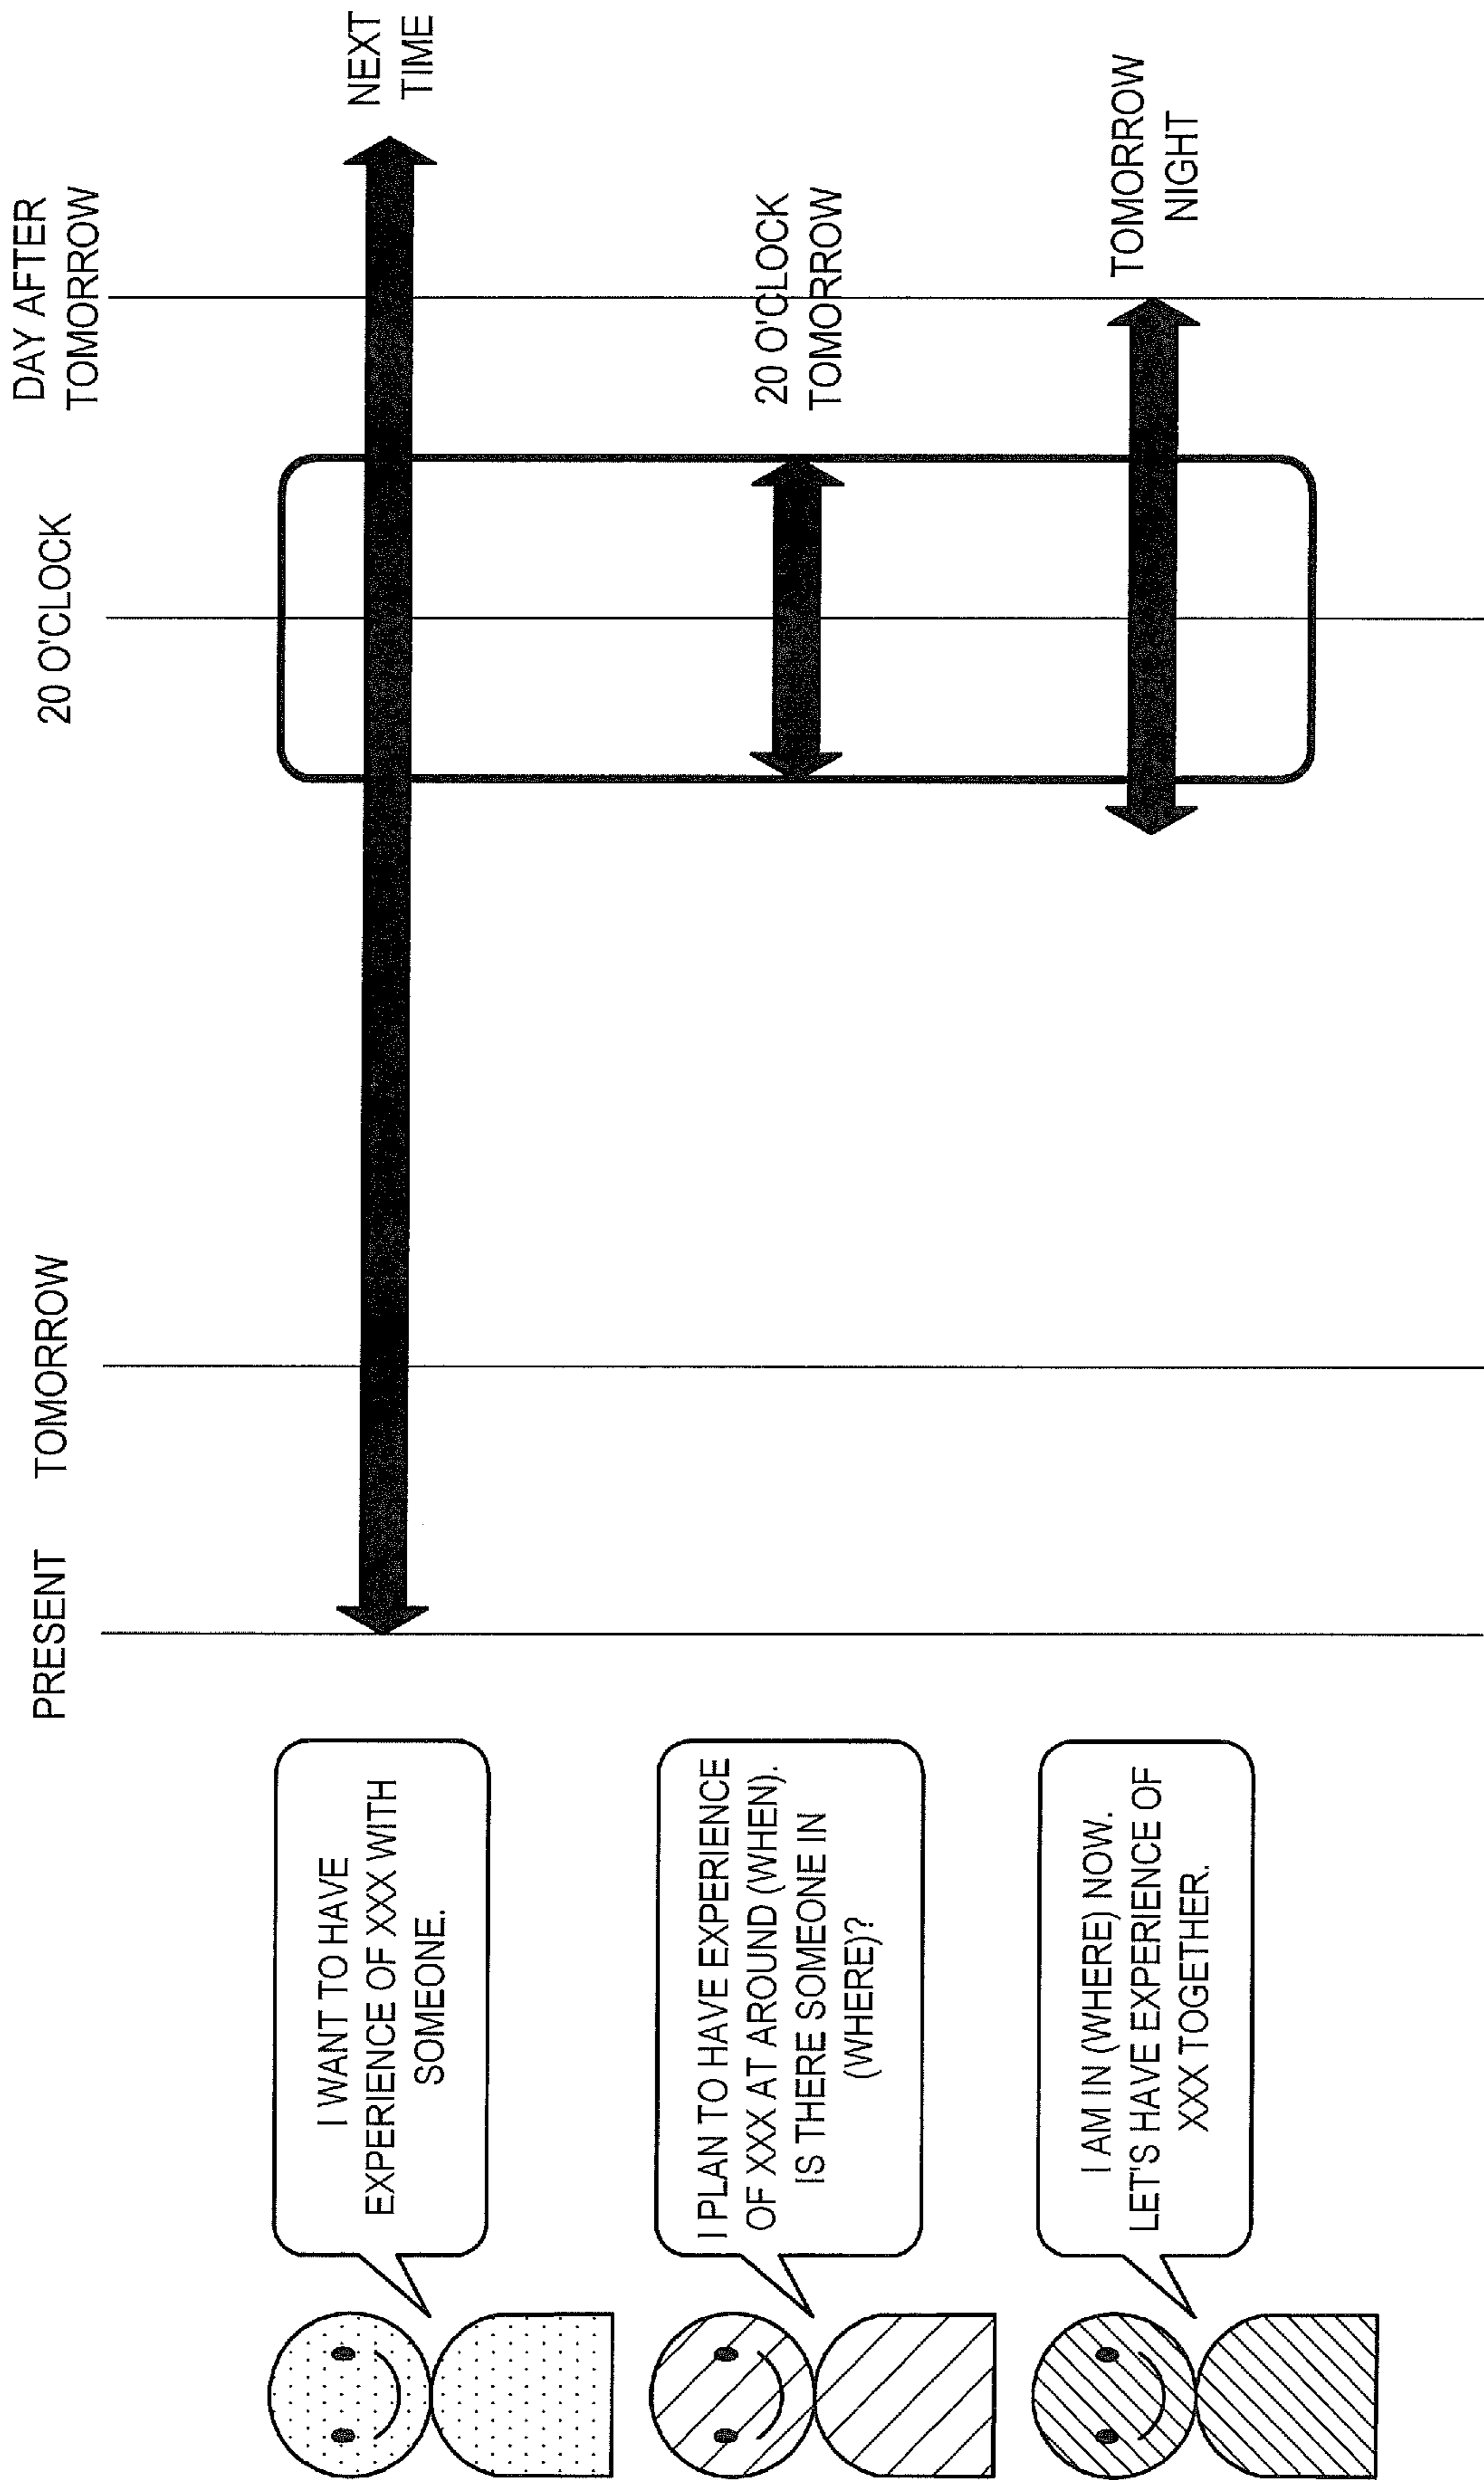 PRESENT
TOMORROW
20 O'CLOCK
DAY AFTER
TOMORROW
I WANT TO HAVE
EXPERIENCE OF XXX WITH
SOMEONE.
NEXT
TIME
I PLAN TO HAVE EXPERIENCE
OF XXX AT AROUND (WHEN).
IS THERE SOMEONE IN
(WHERE)?
20 O'CLOCK
TOMORROW
I AM IN (WHERE) NOW.
LET'S HAVE EXPERIENCE OF
XXX TOGETHER.
TOMORROW
NIGHT